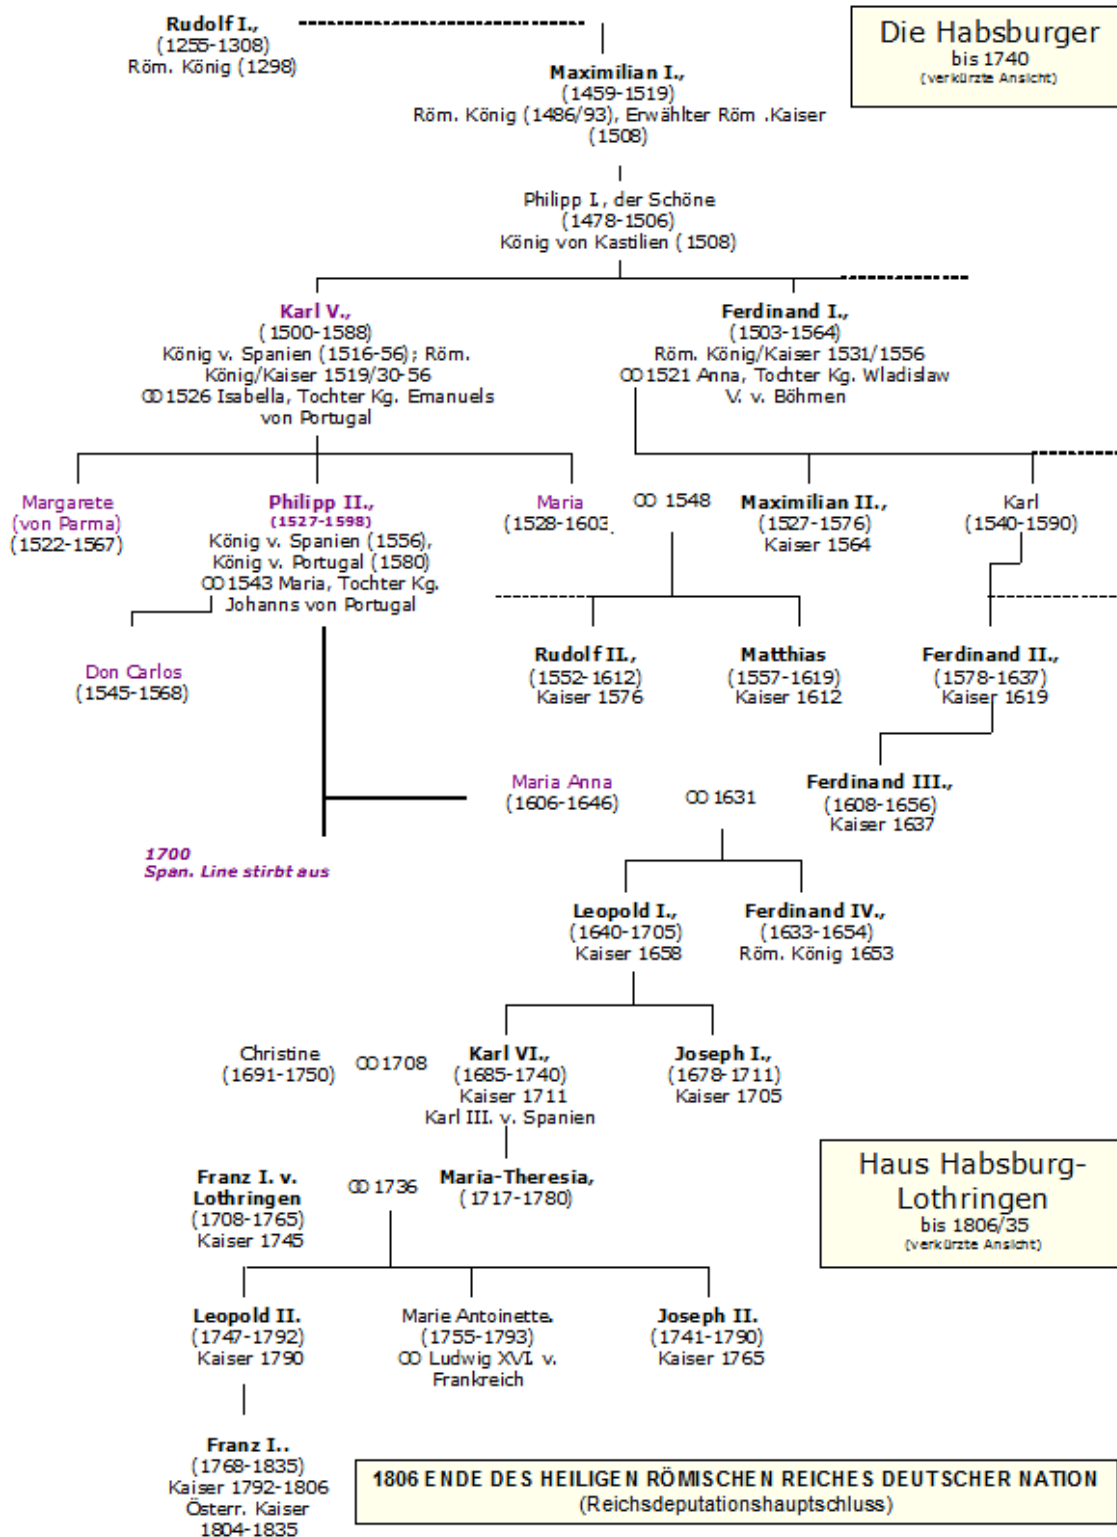 Rudolf I.,
(1255-1308)
Röm. König (1298)
Die Habsburger
bis 1740
(verkürzte Ansicht)
Maximilian I.,
(1459-1519)
Röm. König (1486/93), Erwählter Röm .Kaiser
(1508)
Philipp I., der Schöne
(1478-1506)
König von Kastilien (1508)
Karl V.,
(1500-1588)
König v. Spanien (1516-56); Röm.
König/Kaiser 1519/30-56
ꝎO 1526 Isabella, Tochter Kg. Emanuels
von Portugal
Ferdinand I.,
(1503-1564)
Röm. König/Kaiser 1531/1556
OO 1521 Anna, Tochter Kg. Wladislaw
V. v. Böhmen
Margarete
(von Parma)
(1522-1567)
Philipp II.,
(1527-1598)
König v. Spanien (1556),
König v. Portugal (1580)
OO 1543 Maria, Tochter Kg.
Johanns von Portugal
Maria
(1528-1603)
OO 1548
Maximilian II.,
(1527-1576)
Kaiser 1564
Karl
(1540-1590)
Don Carlos
(1545-1568)
Rudolf II.,
(1552-1612)
Kaiser 1576
Matthias
(1557-1619)
Kaiser 1612
Ferdinand II.,
(1578-1637)
Kaiser 1619
Maria Anna
(1606-1646)
OO 1631
Ferdinand III.,
(1608-1656)
Kaiser 1637
1700
Span. Line stirbt aus
Leopold I.,
(1640-1705)
Kaiser 1658
Ferdinand IV.,
(1633-1654)
Röm. König 1653
Christine
(1691-1750)
OO 1708
Karl VI.,
(1685-1740)
Kaiser 1711
Karl III. v. Spanien
Joseph I.,
(1678-1711)
Kaiser 1705
Franz I. v.
Lothringen
(1708-1765)
Kaiser 1745
OO 1736
Maria-Theresia,
(1717-1780)
Haus Habsburg-
Lothringen
bis 1806/35
(verkürzte Ansicht)
Leopold II.
(1747-1792)
Kaiser 1790
Marie Antoinette.
(1755-1793)
OO Ludwig XVI. v.
Frankreich
Joseph II.
(1741-1790)
Kaiser 1765
Franz I..
(1768-1835)
Kaiser 1792-1806
Österr. Kaiser
1804-1835
1806 ENDE DES HEILIGEN RÖMISCHEN REICHES DEUTSCHER NATION
(Reichsdeputationshauptschluss)